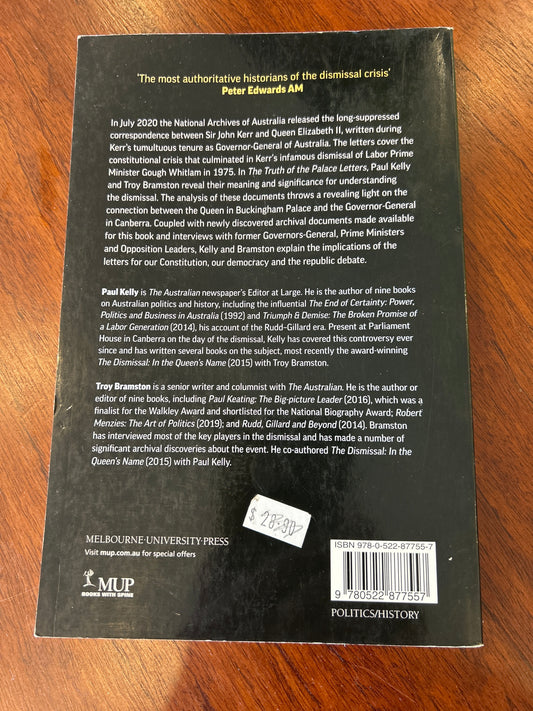 'The most authoritative historians of the dismissal crisis'
Peter Edwards AM
In July 2020 the National Archives of Australia released the long-suppressed
correspondence between Sir John Kerr and Queen Elizabeth II, written during
Kerr's tumultuous tenure as Governor-General of Australia. The letters cover the
constitutional crisis that culminated in Kerr's infamous dismissal of Labor Prime
Minister Gough Whitlam in 1975. In The Truth of the Palace Letters, Paul Kelly
and Troy Bramston reveal their meaning and significance for understanding
the dismissal. The analysis of these documents throws a revealing light on the
connection between the Queen in Buckingham Palace and the Governor-General
in Canberra. Coupled with newly discovered archival documents made available
for this book and interviews with former Governors-General, Prime Ministers
and Opposition Leaders, Kelly and Bramston explain the implications of the
letters for our Constitution, our democracy and the republic debate.
Paul Kelly is The Australian newspaper's Editor at Large. He is the author of nine books
on Australian politics and history, including the influential The End of Certainty: Power,
Politics and Business in Australia (1992) and Triumph & Demise: The Broken Promise of
a Labor Generation (2014), his account of the Rudd-Gillard era. Present at Parliament
House in Canberra on the day of the dismissal, Kelly has covered this controversy ever
since and has written several books on the subject, most recently the award-winning
The Dismissal: In the Queen's Name (2015) with Troy Bramston.
Troy Bramston is a senior writer and columnist with The Australian. He is the author or
editor of nine books, including Paul Keating: The Big-picture Leader (2016), which was a
finalist for the Walkley Award and shortlisted for the National Biography Award; Robert
Menzies: The Art of Politics (2019); and Rudd, Gillard and Beyond (2014). Bramston
has interviewed most of the key players in the dismissal and has made a number of
significant archival discoveries about the event. He co-authored The Dismissal: In the
Queen's Name (2015) with Paul Kelly.
$ 28.90
MELBOURNE·UNIVERSITY·PRESS
Visit mup.com.au for special offers
MUP
BOOKS WITH SPINE
ISBN 978-0-522-87755-7
9 780522 877557
POLITICS/HISTORY